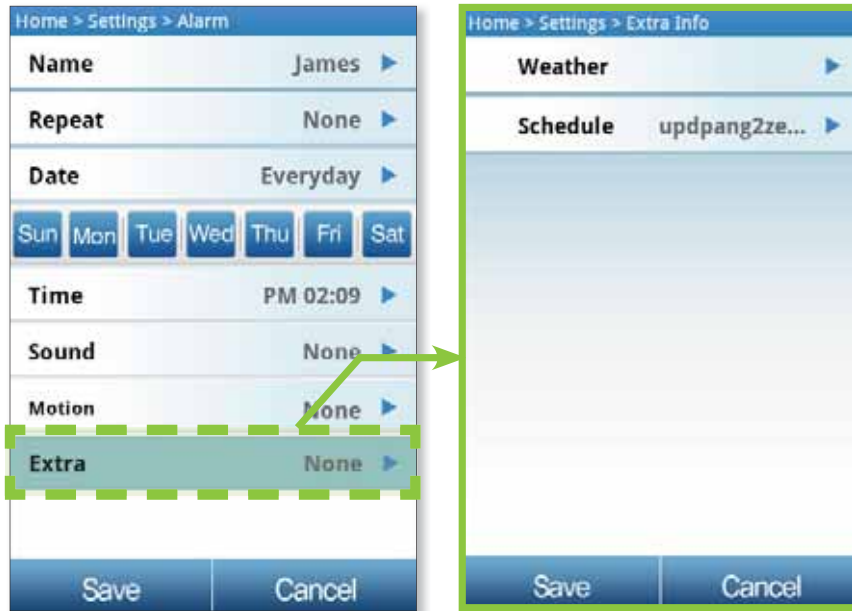 Home > Settings > Alarm
Name James
Repeat None
Date Everyday
Sun Mon Tue Wed Thu Fri Sat
Time PM 02:09
Sound None
Motion None
Extra None
Save Cancel
Home > Settings > Extra Info
Weather
Schedule updpang2ze...
Save Cancel